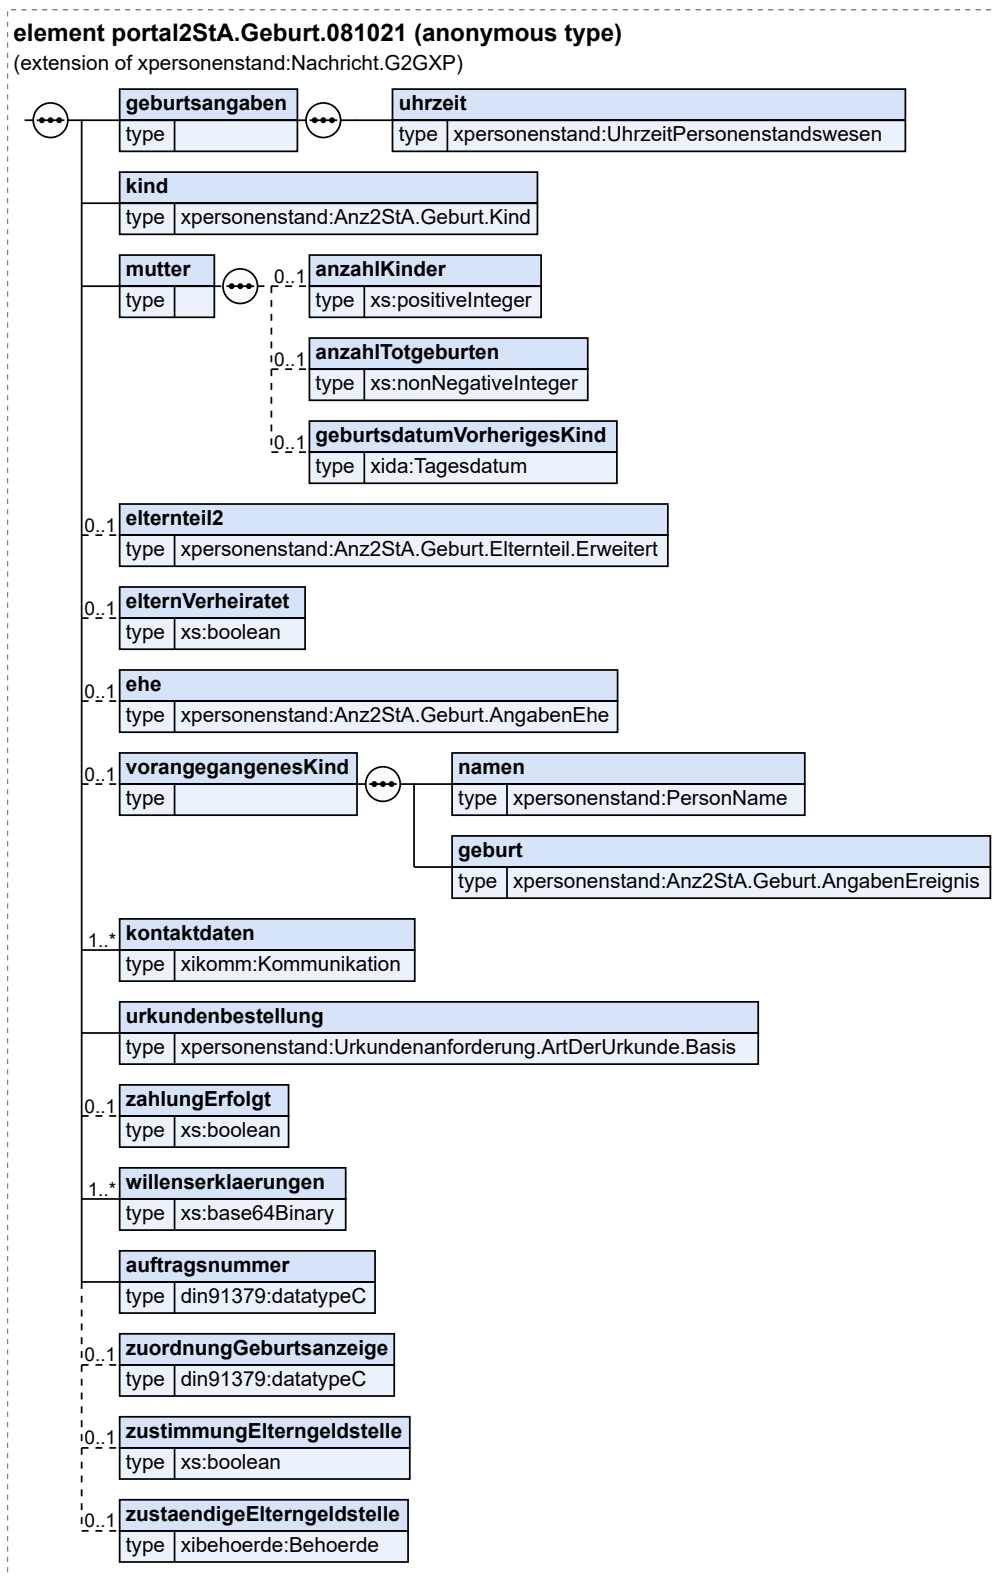 element portal2StA.Geburt.081021 (anonymous type)
(extension of xpersonenstand:Nachricht.G2GXP)
geburtsangaben
type
uhrzeit
type xpersonenstand:UhrzeitPersonenstandswesen
kind
type xpersonenstand:Anz2StA.Geburt.Kind
mutter
type
0..1 anzahlKinder
type xs:positiveInteger
0..1 anzahlTotgeburten
type xs:nonNegativeInteger
0..1 geburtsdatumVorherigesKind
type xida:Tagesdatum
0..1 elternteil2
type xpersonenstand:Anz2StA.Geburt.Elternteil.Erweitert
0..1 elternVerheiratet
type xs:boolean
0..1 ehe
type xpersonenstand:Anz2StA.Geburt.AngabenEhe
0..1 vorangegangenesKind
type
namen
type xpersonenstand:PersonName
geburt
type xpersonenstand:Anz2StA.Geburt.AngabenEreignis
1..* kontaktdaten
type xikomm:Kommunikation
urkundenbestellung
type xpersonenstand:Urkundenanforderung.ArtDerUrkunde.Basis
0..1 zahlungErfolgt
type xs:boolean
1..* willenserklaerungen
type xs:base64Binary
auftragsnummer
type din91379:datatypeC
0..1 zuordnungGeburtsanzeige
type din91379:datatypeC
0..1 zustimmungElterngeldstelle
type xs:boolean
0..1 zustaendigeElterngeldstelle
type xibehoerde:Behoerde